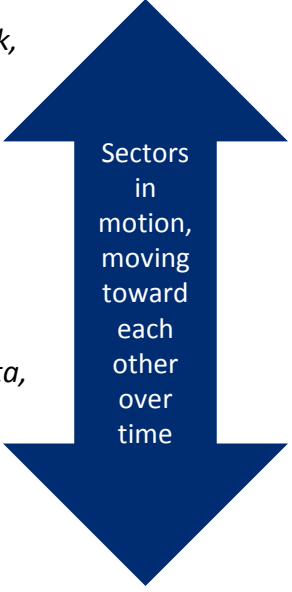 Sectors
in
motion,
moving
toward
each
other
over
time